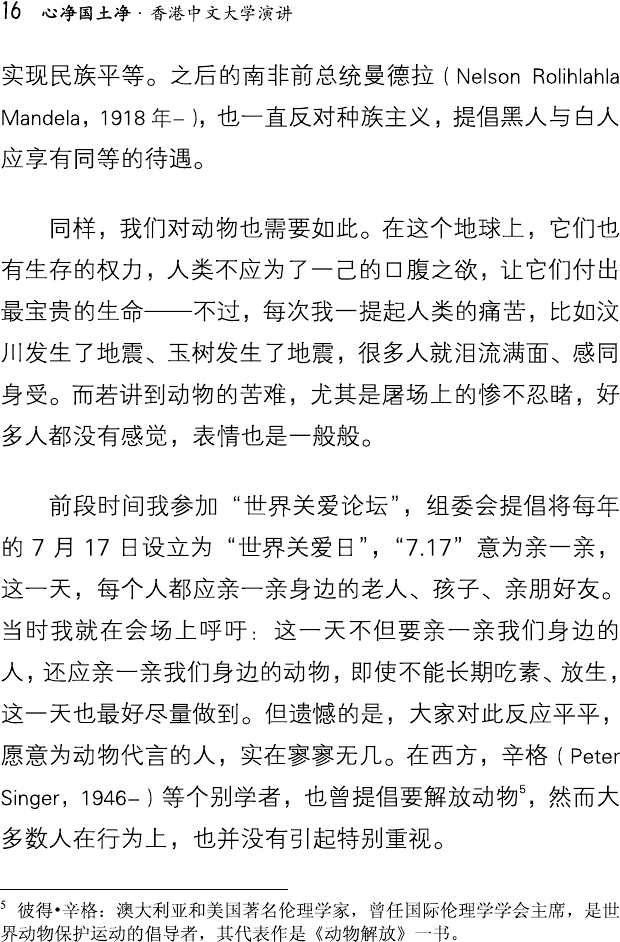 16 心净国土净·香港中文大学演讲
实现民族平等。之后的南非前总统曼德拉（Nelson Rolihlahla
Mandela，1918 年–），也一直反对种族主义，提倡黑人与白人
应享有同等的待遇。
同样，我们对动物也需要如此。在这个地球上，它们也
有生存的权力，人类不应为了一己的口腹之欲，让它们付出
最宝贵的生命——不过，每次我一提起人类的痛苦，比如汶
川发生了地震、玉树发生了地震，很多人就泪流满面、感同
身受。而若讲到动物的苦难，尤其是屠场上的惨不忍睹，好
多人都没有感觉，表情也是一般般。
前段时间我参加“世界关爱论坛”，组委会提倡将每年
的 7 月 17 日设立为“世界关爱日”，“7.17”意为亲一亲，
这一天，每个人都应亲一亲身边的老人、孩子、亲朋好友。
当时我就在会场上呼吁：这一天不但要亲一亲我们身边的
人，还应亲一亲我们身边的动物，即使不能长期吃素、放生，
这一天也最好尽量做到。但遗憾的是，大家对此反应平平，
愿意为动物代言的人，实在寥寥无几。在西方，辛格（Peter
Singer，1946–）等个别学者，也曾提倡要解放动物5，然而大
多数人在行为上，也并没有引起特别重视。
5 彼得•辛格：澳大利亚和美国著名伦理学家，曾任国际伦理学学会主席，是世
界动物保护运动的倡导者，其代表作是《动物解放》一书。